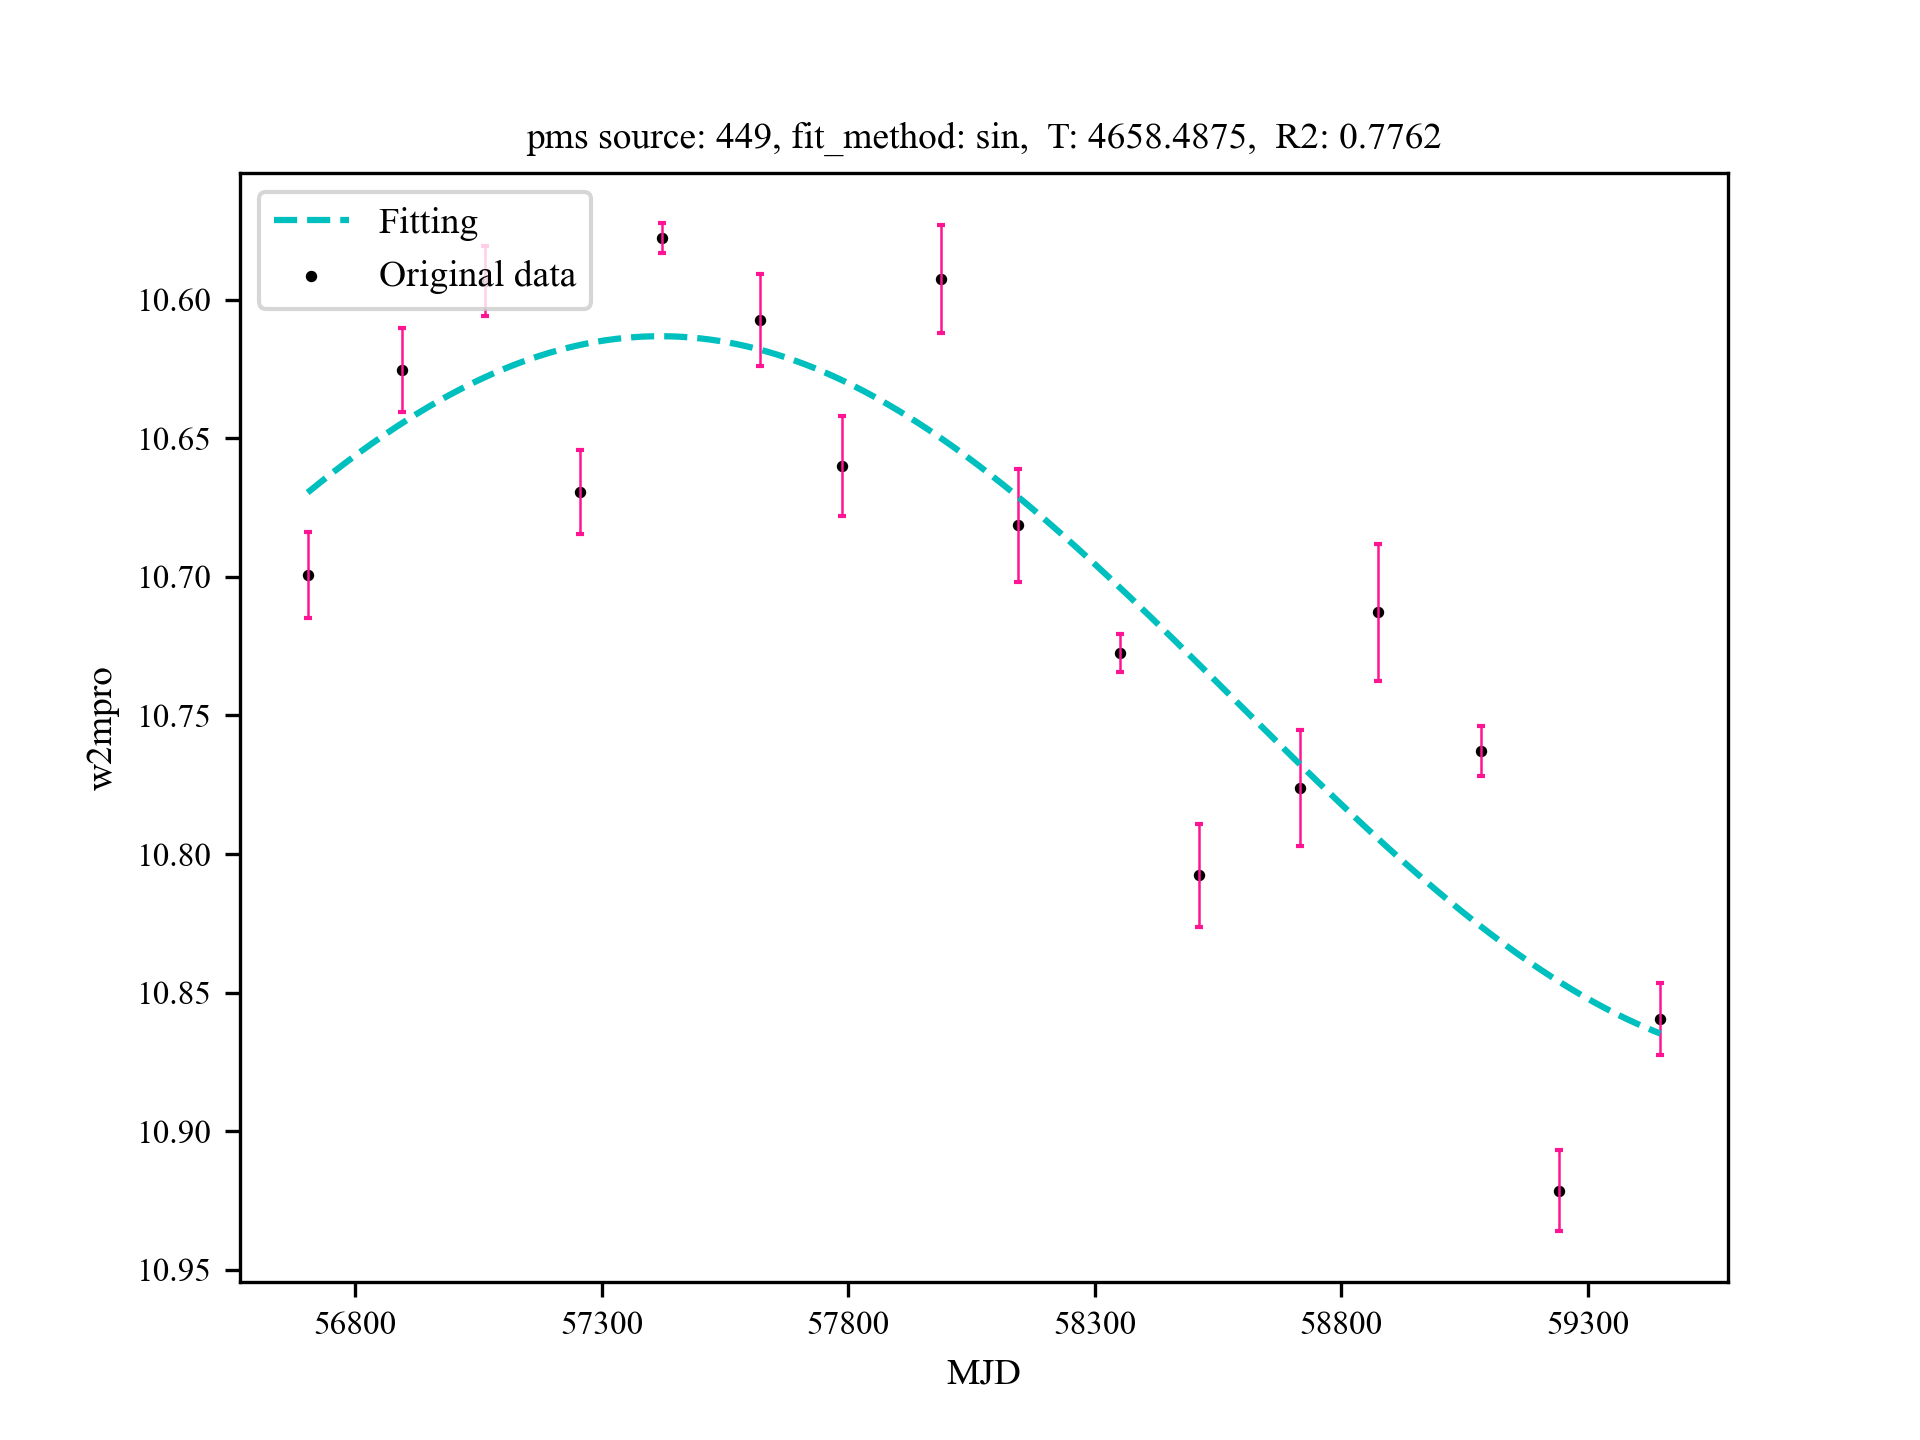 pms source: 449, fit_method: sin,  T: 4658.4875,  R2: 0.7762
Fitting
Original data
10.60
10.65
10.70
10.75
10.80
10.85
10.90
10.95
w2mpro
56800 57300 57800 58300 58800 59300
MJD